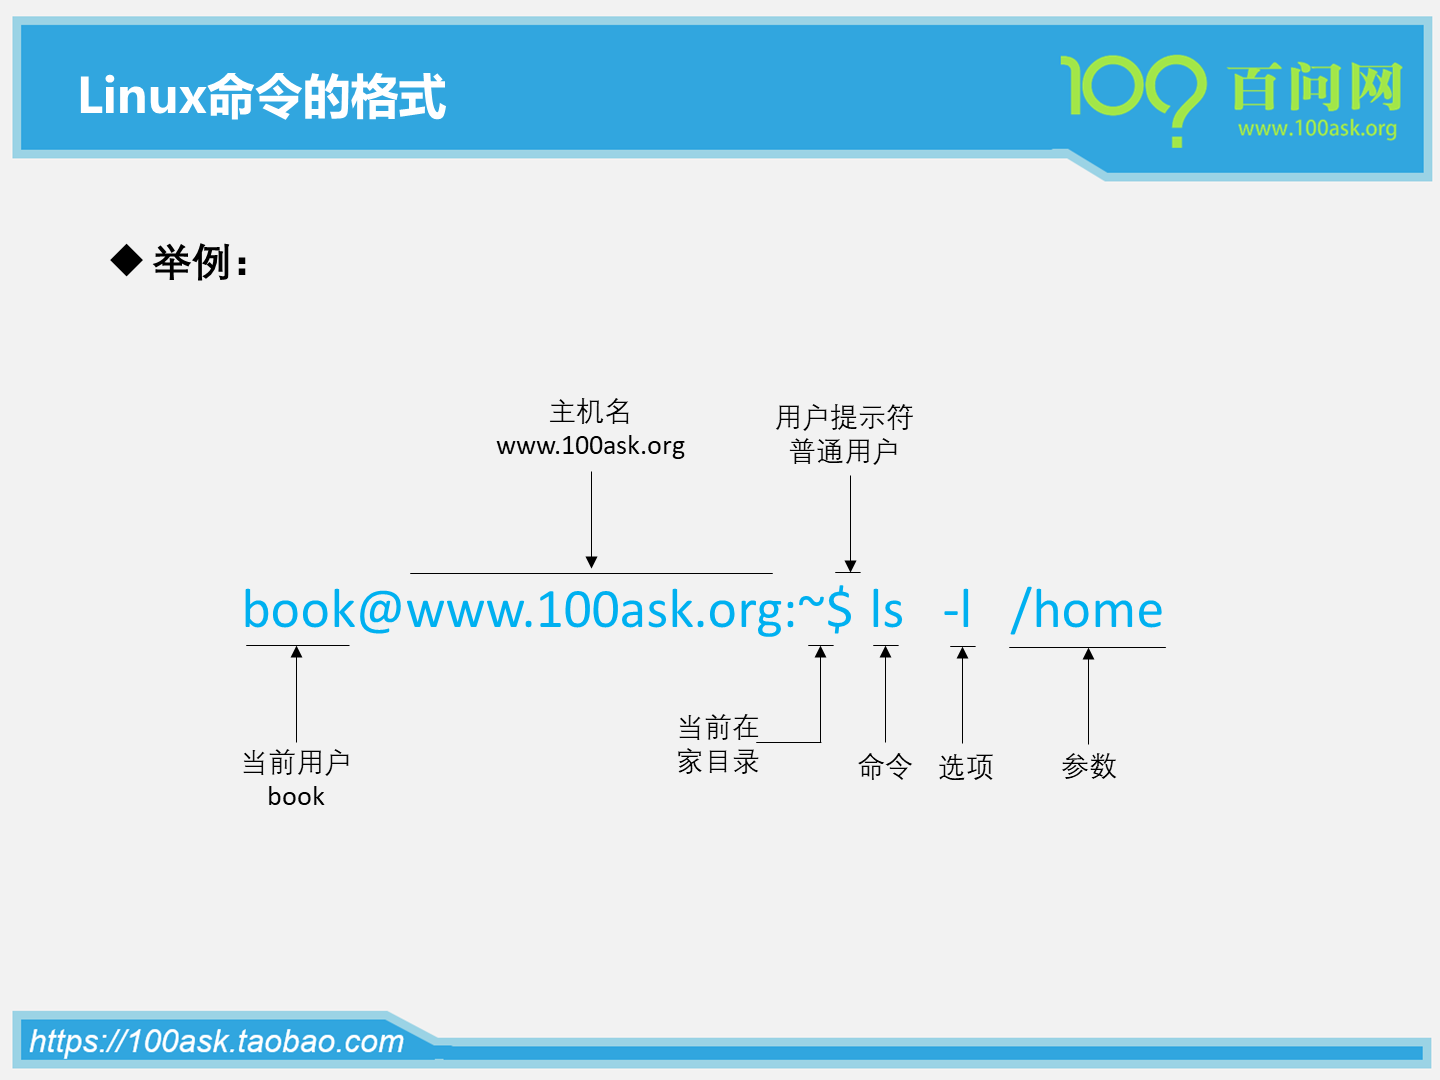 Linux命令的格式
100?
百问网
www.100ask.org
◆ 举例：
主机名
www.100ask.org
用户提示符
普通用户
book@www.100ask.org:~$ ls -l /home
当前用户
book
当前在
家目录
命令
选项
参数
https://100ask.taobao.com